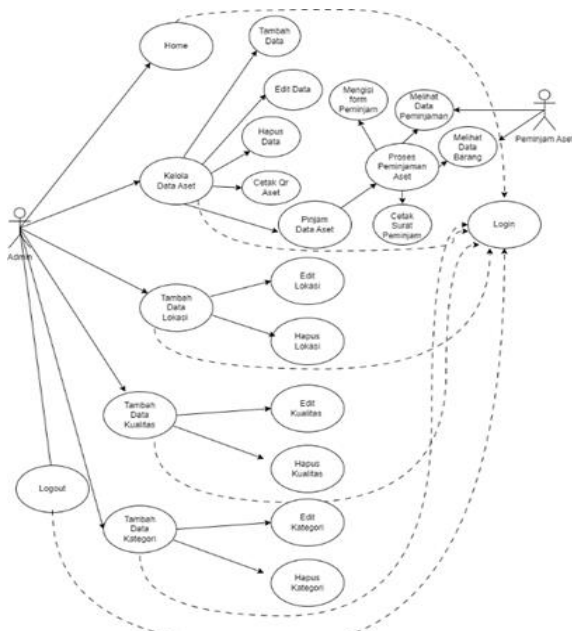 Home
Tambah
Data
Edit Data
Hapus
Data
Cetak Qr
Aset
Kelola
Data Aset
Pinjam
Data Aset
Mengisi
form
Peminjam
Melihat
Data
Peminjaman
Melihat
Data
Barang
Proses
Peminjaman
Aset
Cetak
Surat
Peminjam
Peminjam Aset
Login
Admin
Tambah
Data
Lokasi
Edit
Lokasi
Hapus
Lokasi
Tambah
Data
Kualitas
Edit
Kualitas
Hapus
Kualitas
Logout
Tambah
Data
Kategori
Edit
Kategori
Hapus
Kategori